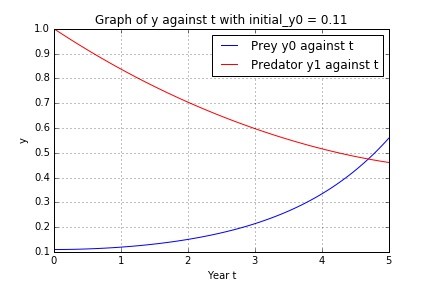 Graph of y against t with initial_y0 = 0.11
Prey y0 against t
Predator y1 against t
1.0
0.9
0.8
0.7
0.6
0.5
0.4
0.3
0.2
0.1
y
0 1 2 3 4 5
Year t